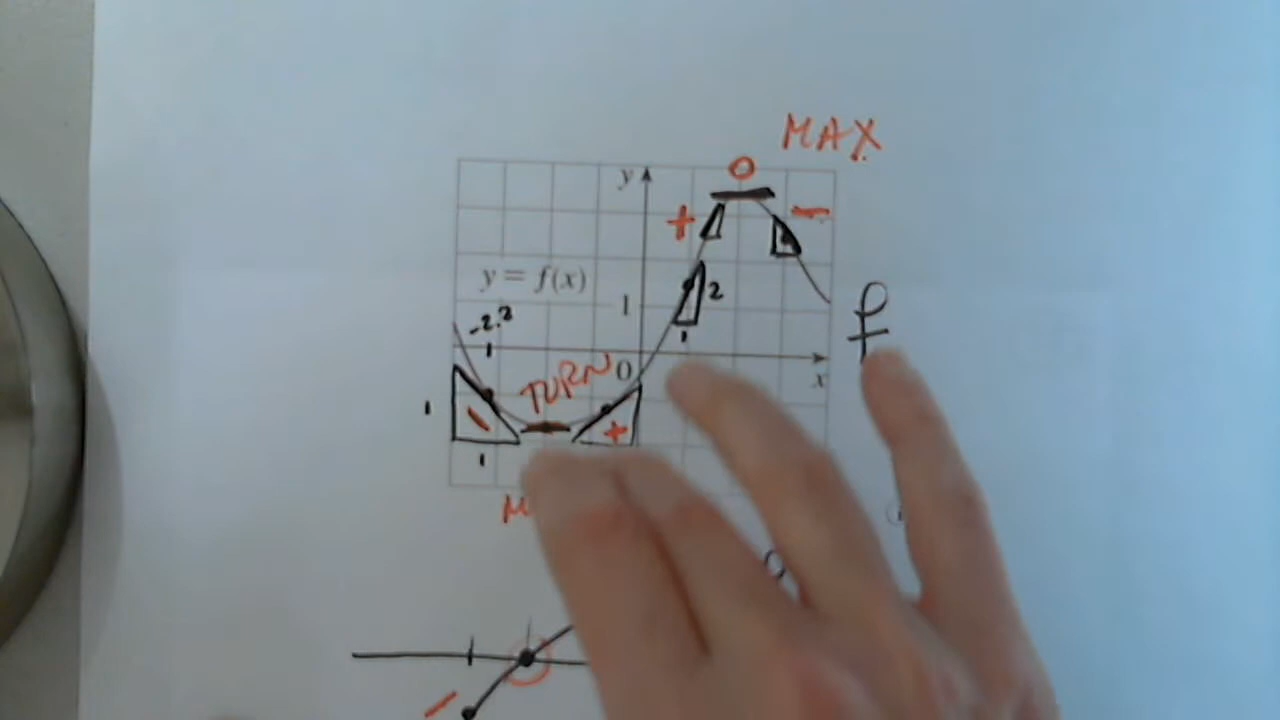 MAX
0
y
+ −
y = f(x)
2
1
1
-2.2
1
f
TURN
0
x
1
−
+
1
−